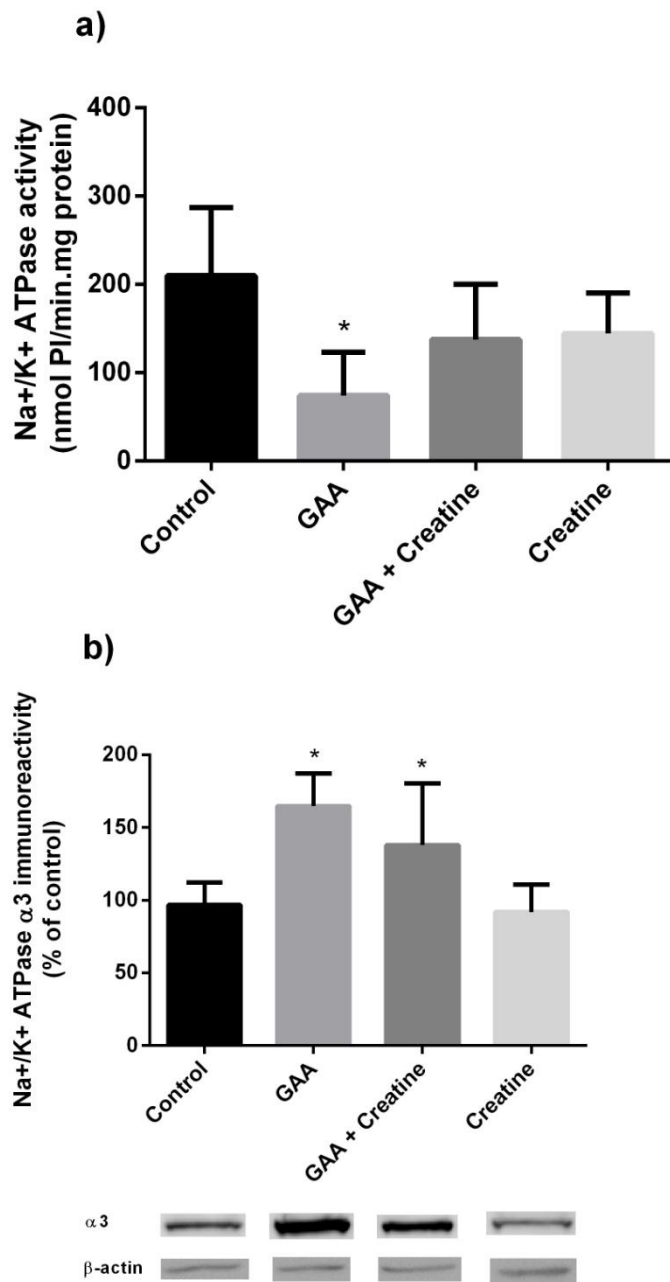 a)
Na+/K+ ATPase activity
(nmol PI/min.mg protein)
400
300
200
100
0
*
Control
GAA
GAA + Creatine
Creatine
b)
Na+/K+ ATPase α3 immunoreactivity
(% of control)
200
150
100
50
0
*
*
Control
GAA
GAA + Creatine
Creatine
α3
β-actin